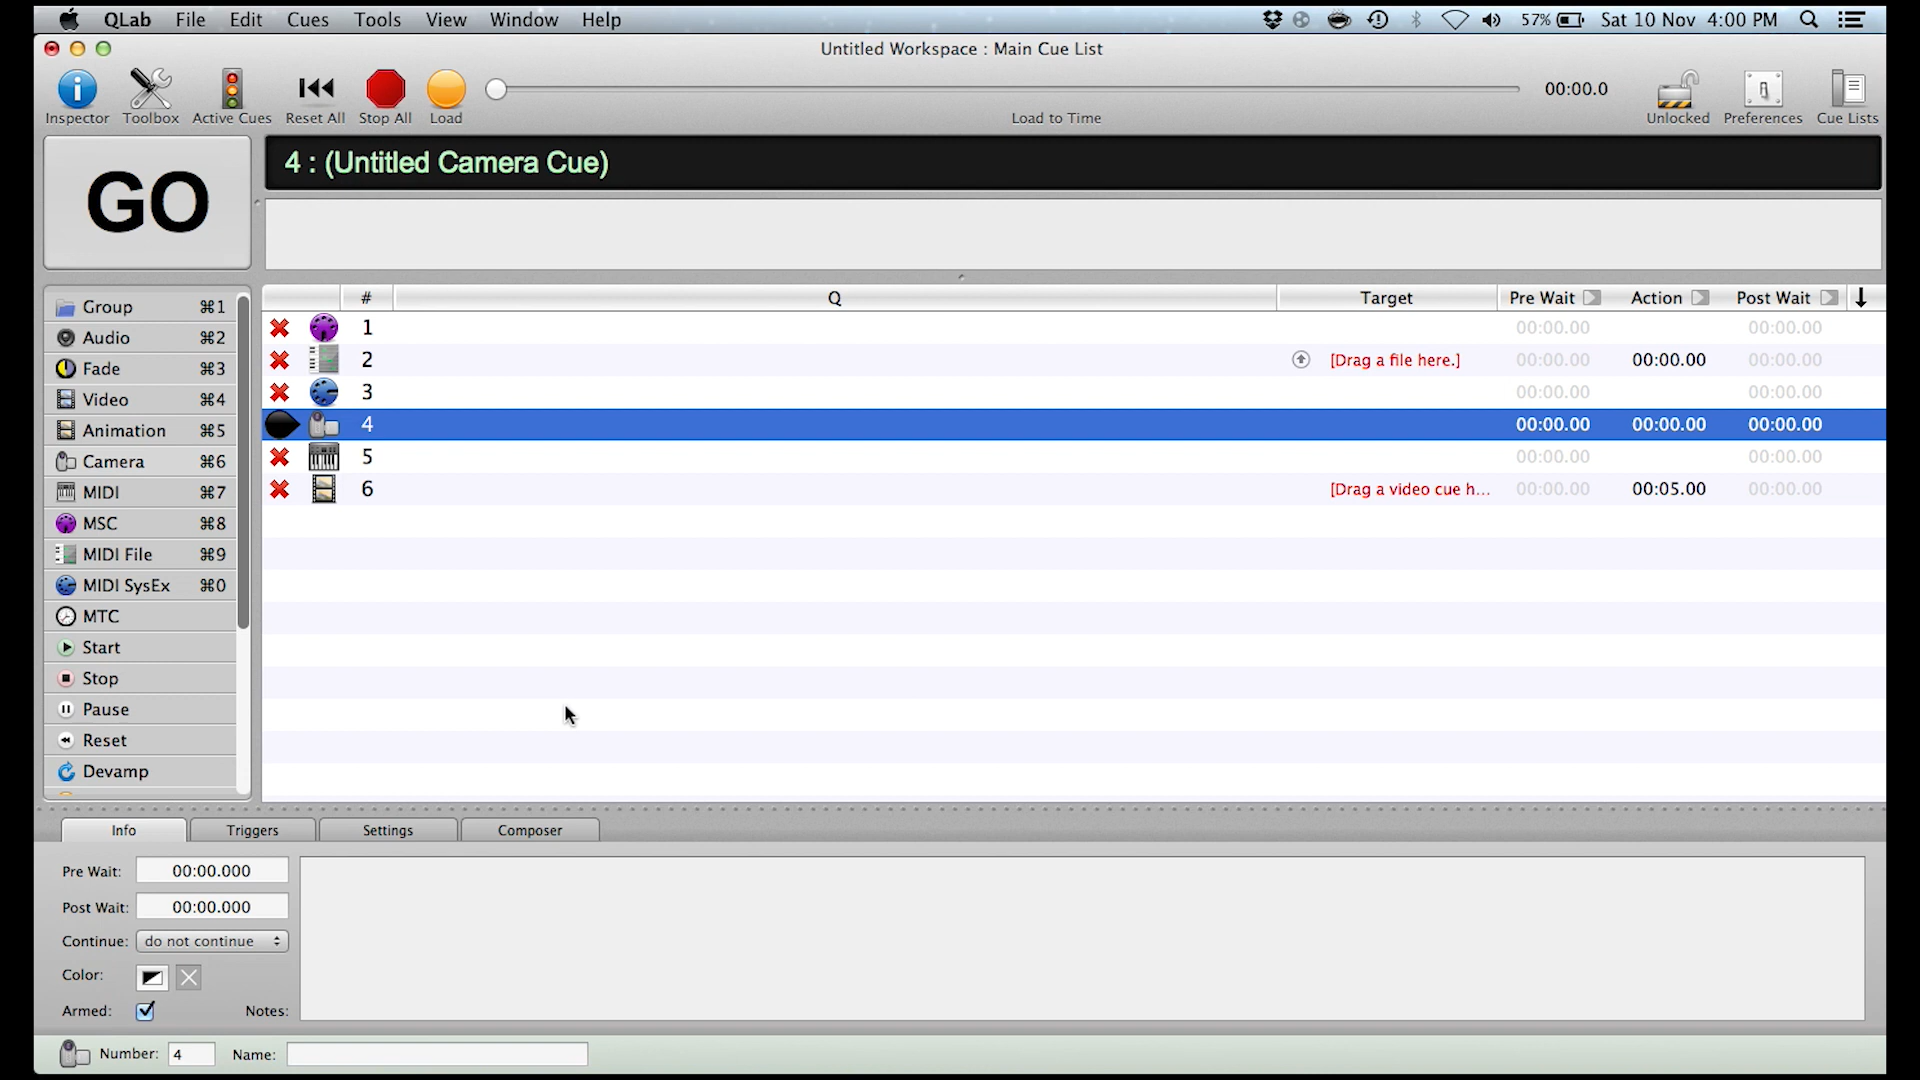 QLab File Edit Cues Tools View Window Help 57% Sat 10 Nov 4:00 PM
Untitled Workspace : Main Cue List
00:00.0
Inspector Toolbox Active Cues Reset All Stop All Load Load to Time Unlocked Preferences Cue Lists
GO
4 : (Untitled Camera Cue)
# Q Target Pre Wait Action Post Wait
1 00:00.00 00:00.00
2 [Drag a file here.] 00:00.00 00:00.00 00:00.00
3 00:00.00 00:00.00
4 00:00.00 00:00.00 00:00.00
5 00:00.00 00:00.00
6 [Drag a video cue h... 00:00.00 00:05.00 00:00.00
Group ⌘1
Audio ⌘2
Fade ⌘3
Video ⌘4
Animation ⌘5
Camera ⌘6
MIDI ⌘7
MSC ⌘8
MIDI File ⌘9
MIDI SysEx ⌘0
MTC
Start
Stop
Pause
Reset
Devamp
Info Triggers Settings Composer
Pre Wait: 00:00.000
Post Wait: 00:00.000
Continue: do not continue
Color:
Armed: Notes:
Number: 4 Name: